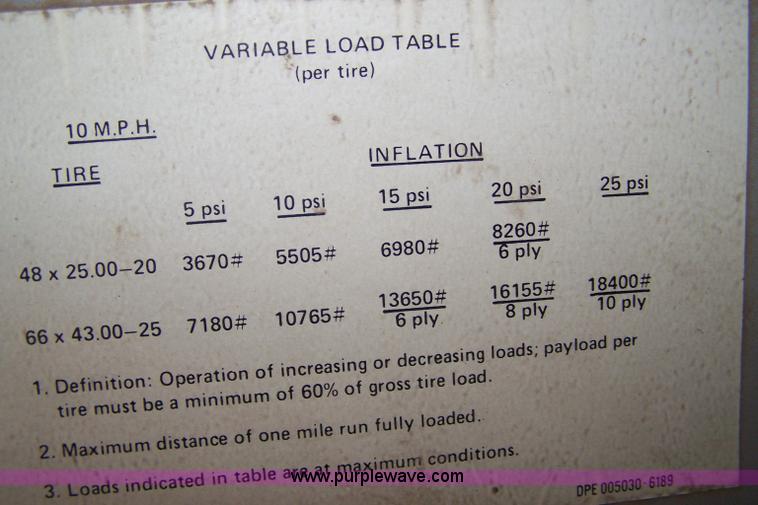 VARIABLE LOAD TABLE
(per tire)
10 M.P.H.
TIRE INFLATION
5 psi 10 psi 15 psi 20 psi 25 psi
48 x 25.00–20 3670# 5505# 6980# 8260#
6 ply
66 x 43.00–25 7180# 10765# 13650# 16155# 18400#
6 ply 8 ply 10 ply
1. Definition: Operation of increasing or decreasing loads; payload per
tire must be a minimum of 60% of gross tire load.
2. Maximum distance of one mile run fully loaded.
3. Loads indicated in table are at maximum conditions.
www.purplewave.com
DPE 005030-6189